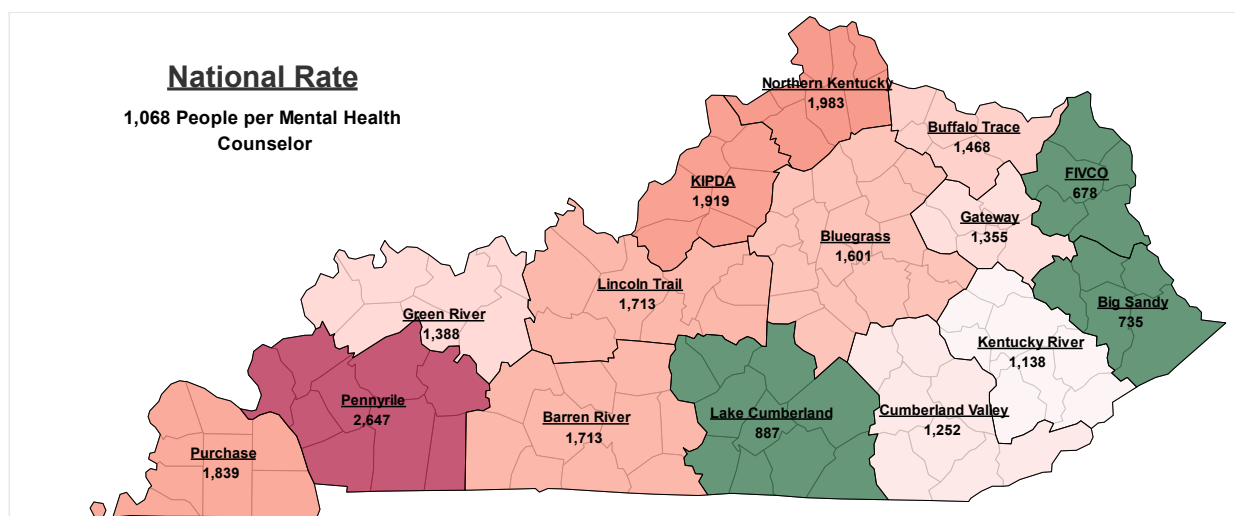 National Rate
1,068 People per Mental Health
Counselor
Northern Kentucky
1,983
Buffalo Trace
1,468
FIVCO
678
KIPDA
1,919
Gateway
1,355
Bluegrass
1,601
Lincoln Trail
1,713
Big Sandy
735
Green River
1,388
Kentucky River
1,138
Pennyrile
2,647
Barren River
1,713
Lake Cumberland
887
Cumberland Valley
1,252
Purchase
1,839